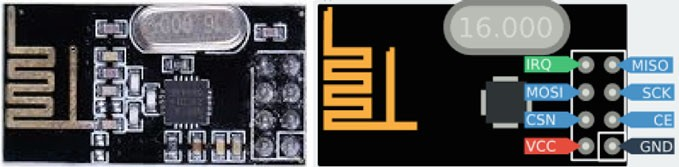 16.000
IRQ
MISO
MOSI
SCK
CSN
CE
VCC
GND